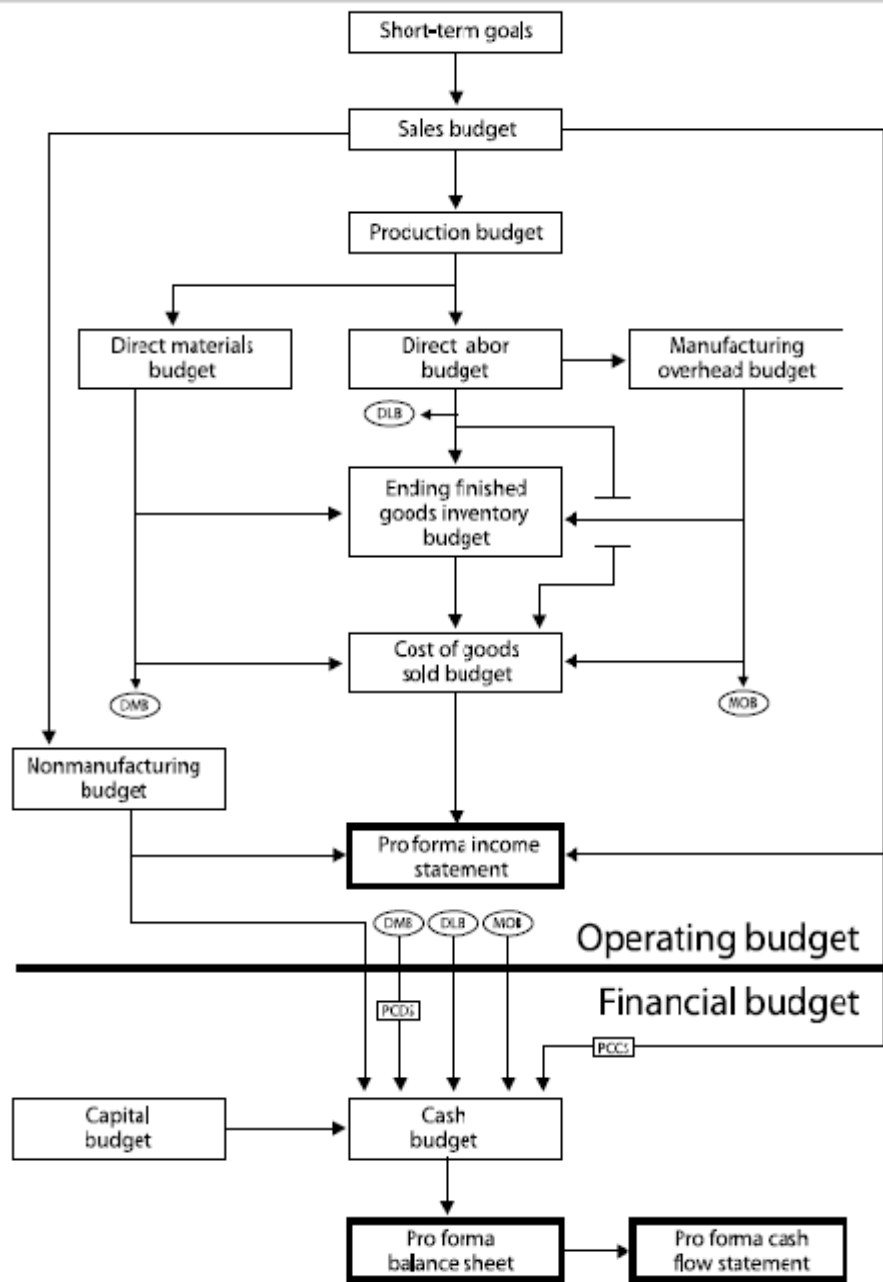 Short-term goals
Sales budget
Production budget
Direct materials
budget
Direct abor
budget
Manufacturing
overhead budget
DLB
Ending finished
goods inventory
budget
Cost of goods
sold budget
DMB
MOB
Nonmanufacturing
budget
Pro forma income
statement
DMB
DLB
MOB
Operating budget
Financial budget
PCDs
PCCs
Capital
budget
Cash
budget
Pro forma
balance sheet
Pro forma cash
flow statement